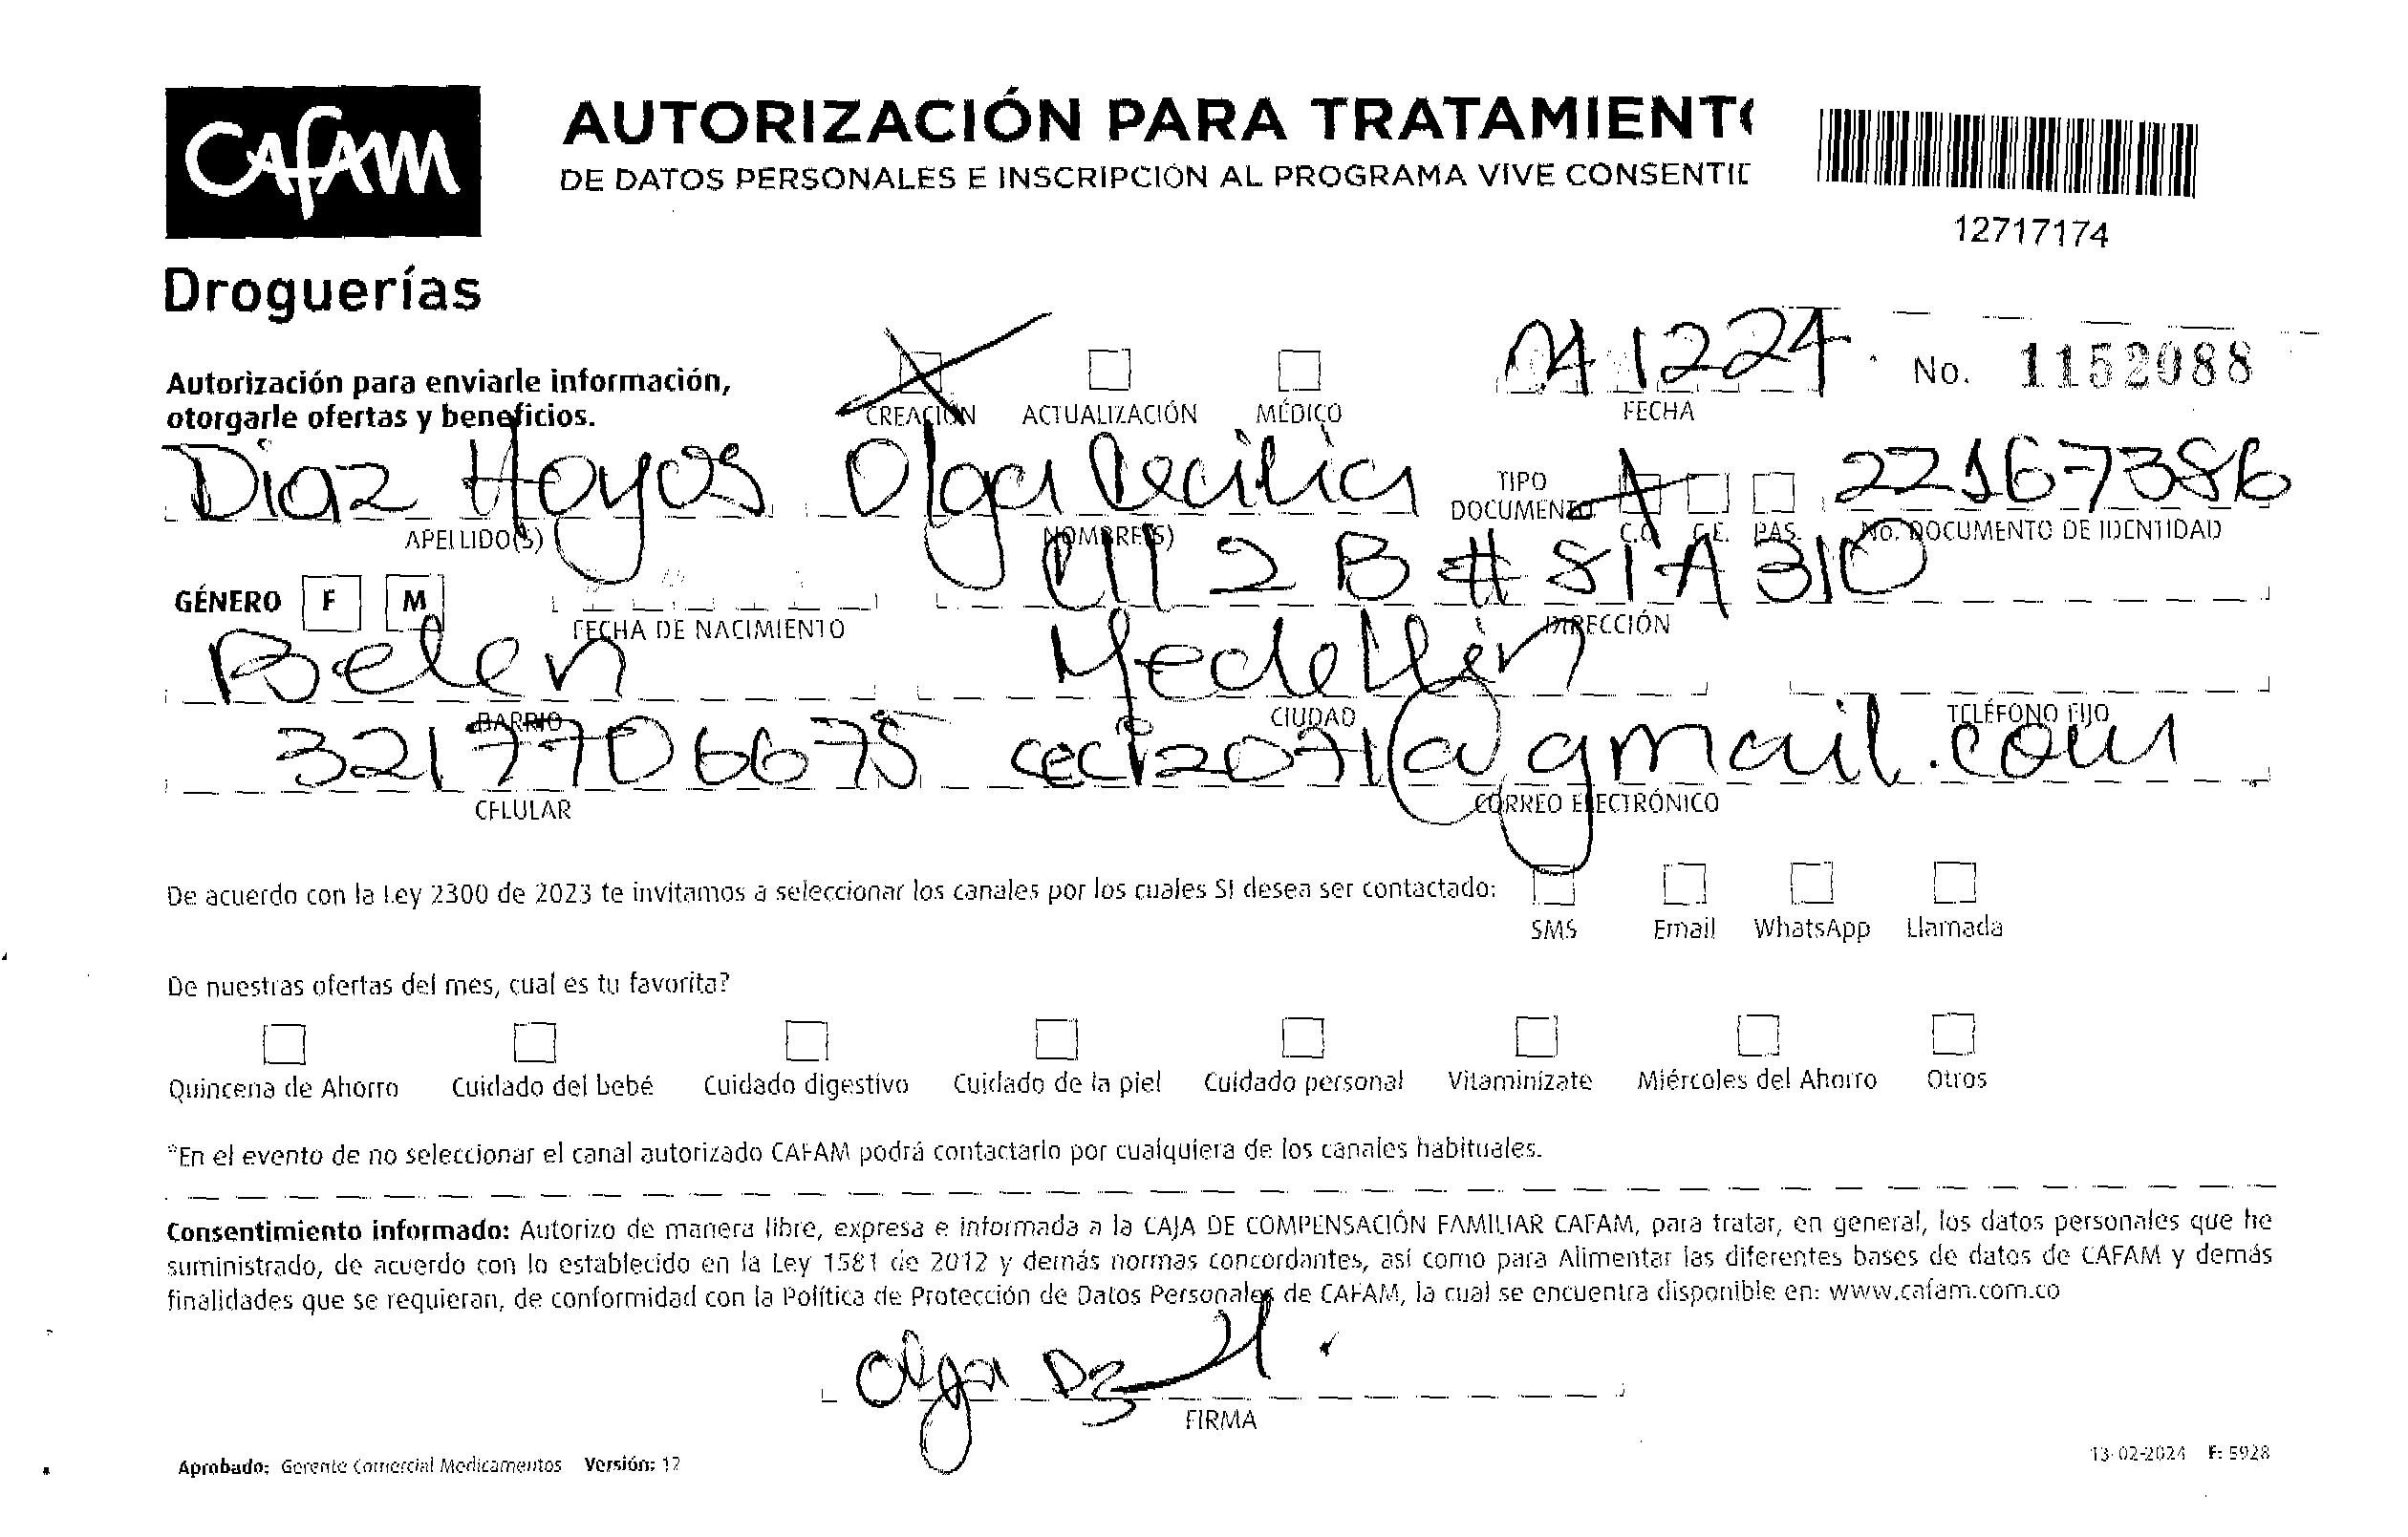 CAFAM
Droguerías
AUTORIZACIÓN PARA TRATAMIENTO
DE DATOS PERSONALES E INSCRIPCIÓN AL PROGRAMA VIVE CONSENTID
12717174
Autorización para enviarle información,
otorgarle ofertas y beneficios.
CREACIÓN ACTUALIZACIÓN MÉDICO
041224
FECHA
No. 1152088
Diaz Hoyos Olga Cecilia TIPO DOCUMENTO C.C. C.E. PAS. 22167386
APELLIDO(S) NOMBRE(S) No. DOCUMENTO DE IDENTIDAD
GÉNERO F M Cll 2 B # 81A 310
FECHA DE NACIMIENTO DIRECCIÓN
Belen Medellin
BARRIO CIUDAD TELÉFONO FIJO
3217706675 ceci2071@gmail.com
CELULAR CORREO ELECTRÓNICO
De acuerdo con la Ley 2300 de 2023 te invitamos a seleccionar los canales por los cuales SI desea ser contactado:
SMS Email WhatsApp Llamada
De nuestras ofertas del mes, cual es tu favorita?
Quincena de Ahorro Cuidado del bebé Cuidado digestivo Cuidado de la piel Cuidado personal Vitaminízate Miércoles del Ahorro Otros
*En el evento de no seleccionar el canal autorizado CAFAM podrá contactarlo por cualquiera de los canales habituales.
Consentimiento informado: Autorizo de manera libre, expresa e informada a la CAJA DE COMPENSACIÓN FAMILIAR CAFAM, para tratar, en general, los datos personales que he
suministrado, de acuerdo con lo establecido en la Ley 1581 de 2012 y demás normas concordantes, así como para Alimentar las diferentes bases de datos de CAFAM y demás
finalidades que se requieran, de conformidad con la Política de Protección de Datos Personales de CAFAM, la cual se encuentra disponible en: www.cafam.com.co
Olga Dz H.
FIRMA
Aprobado: Gerente Comercial Medicamentos Versión: 12
13-02-2024 F: 5928